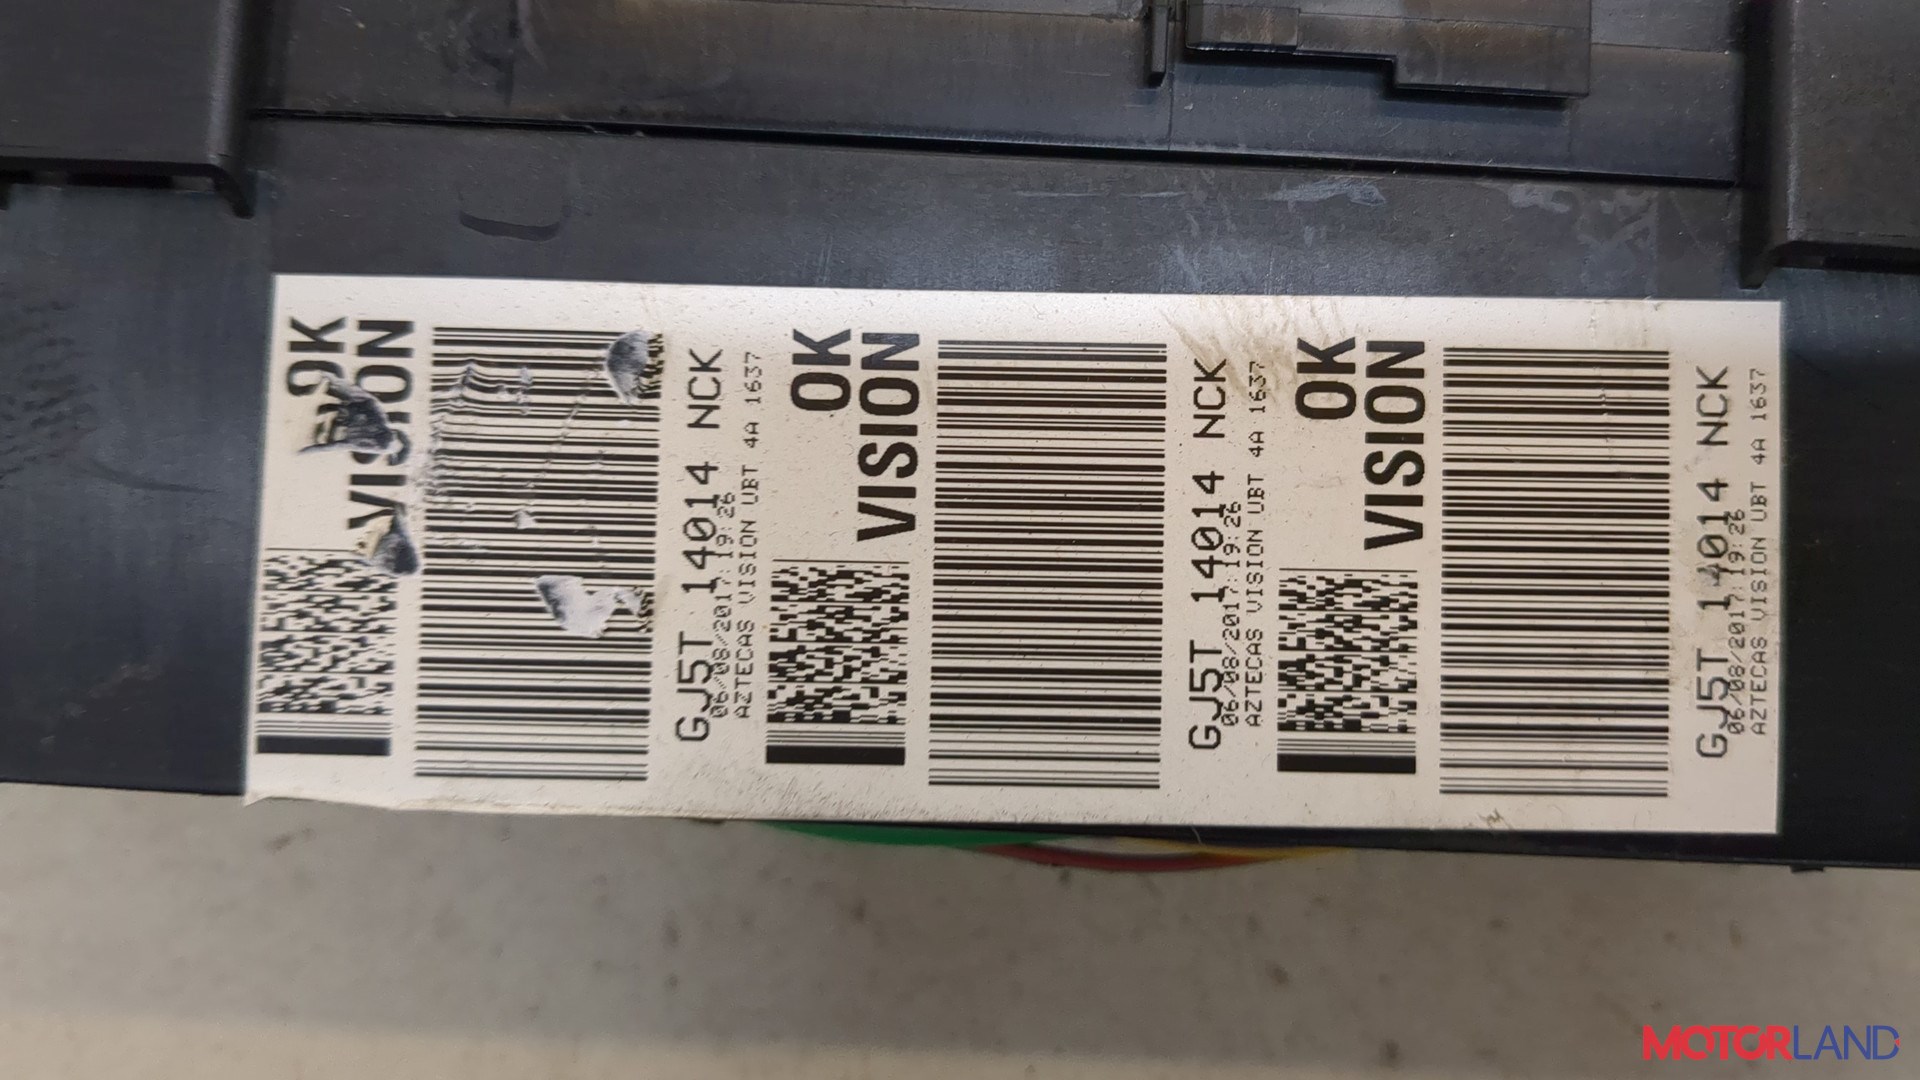 9K
VISION
GJ5T 14014 NCK
06/08/2017:19:26
AZTECAS VISION UBT 4A 1637
OK
VISION
GJ5T 14014 NCK
06/08/2017:19:26
AZTECAS VISION UBT 4A 1637
OK
VISION
GJ5T 14014 NCK
06/08/2017:19:26
AZTECAS VISION UBT 4A 1637
MOTORLAND